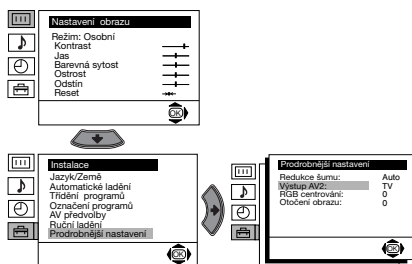 Nastavení obrazu
Režim: Osobní
Kontrast
Jas
Barevná sytost
Ostrost
Odstín
Reset
OK
Instalace
Jazyk/Země
Automatické ladění
Třídění programů
Označení programů
AV předvolby
Ruční ladění
Prodrobnější nastavení
OK
Prodrobnější nastavení
Redukce šumu: Auto
Výstup AV2: TV
RGB centrování: 0
Otočení obrazu: 0
OK